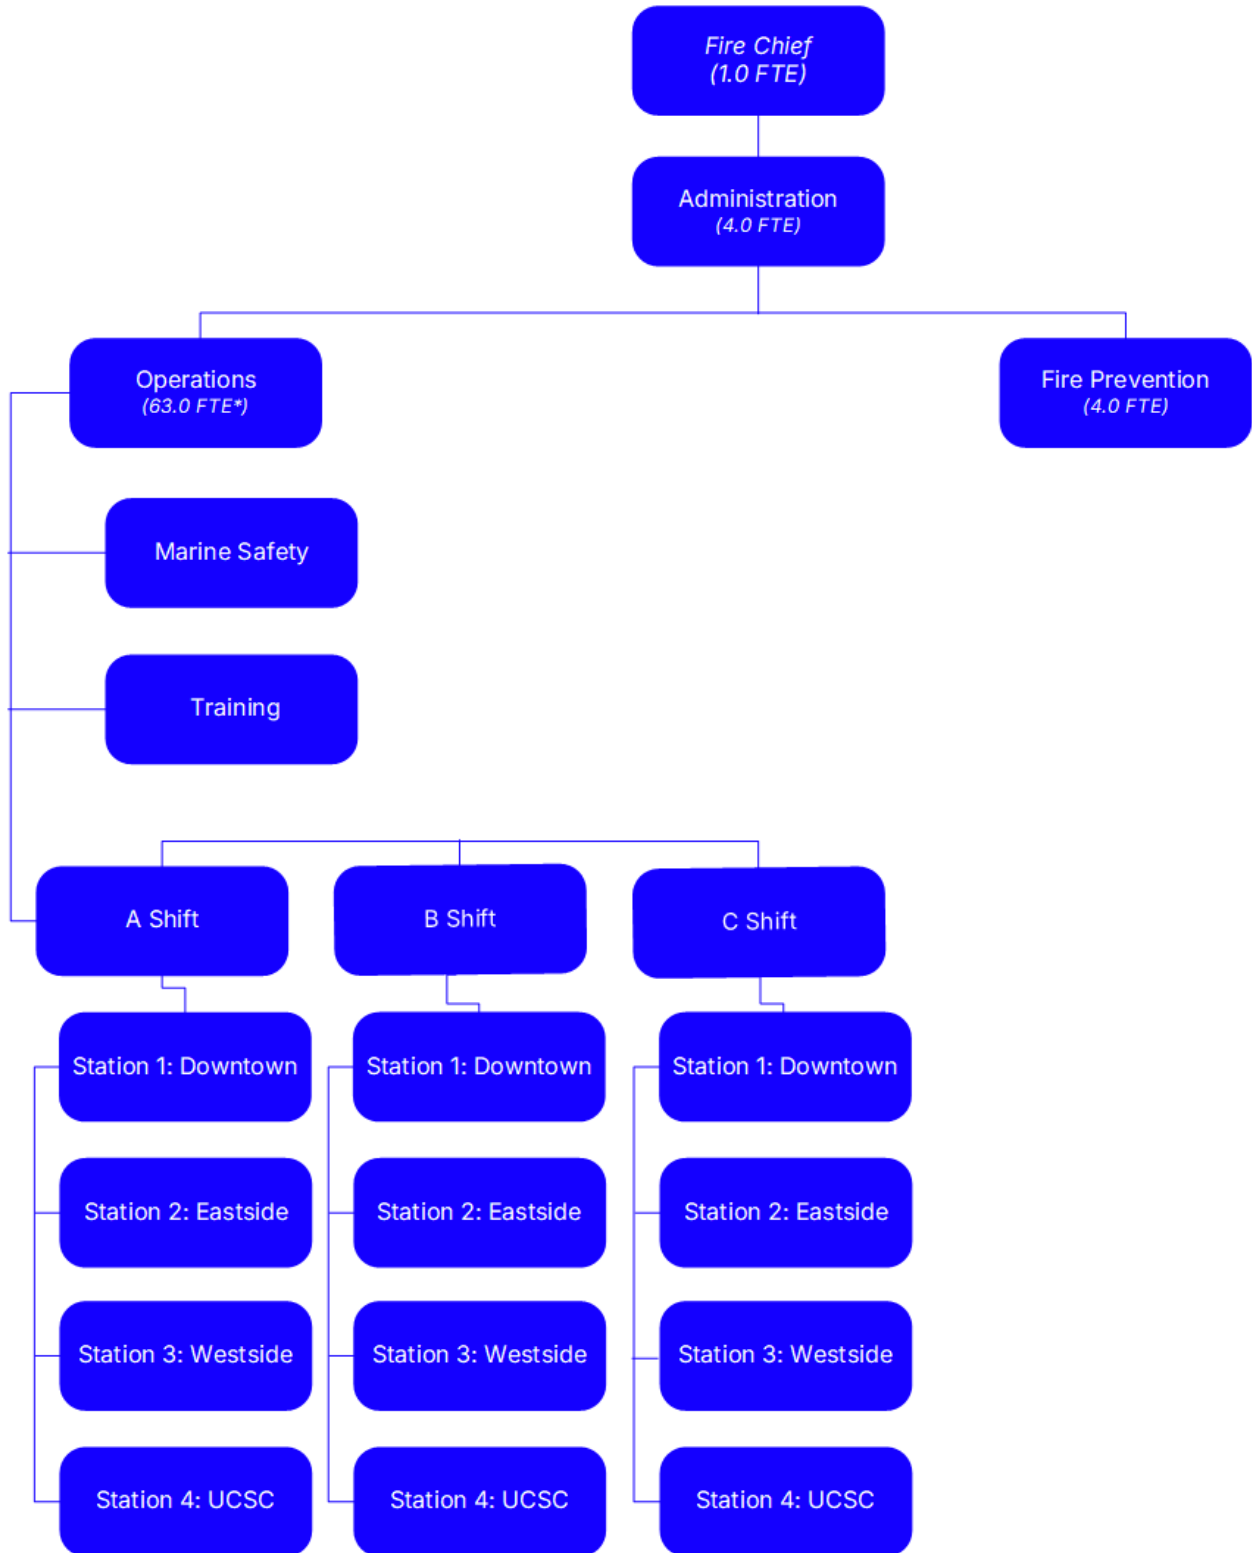 Fire Chief
(1.0 FTE)
Administration
(4.0 FTE)
Operations
(63.0 FTE*)
Fire Prevention
(4.0 FTE)
Marine Safety
Training
A Shift
B Shift
C Shift
Station 1: Downtown
Station 1: Downtown
Station 1: Downtown
Station 2: Eastside
Station 2: Eastside
Station 2: Eastside
Station 3: Westside
Station 3: Westside
Station 3: Westside
Station 4: UCSC
Station 4: UCSC
Station 4: UCSC